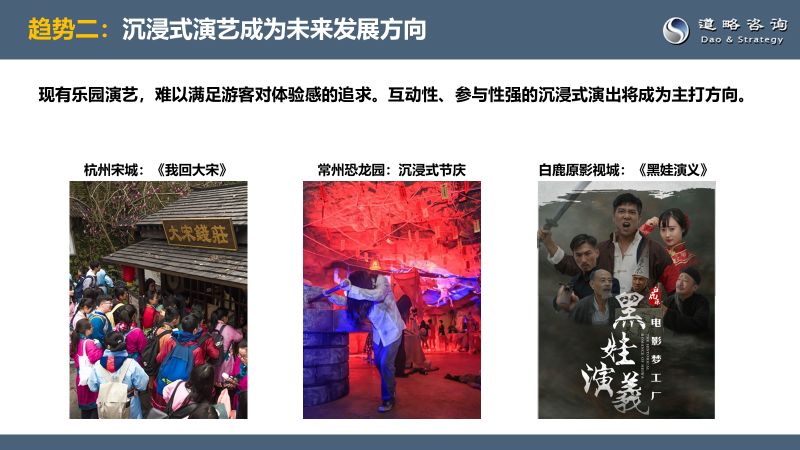 趋势二：沉浸式演艺成为未来发展方向
道略咨询
Dao & Strategy
现有乐园演艺，难以满足游客对体验感的追求。互动性、参与性强的沉浸式演出将成为主打方向。
杭州宋城：《我回大宋》
常州恐龙园：沉浸式节庆
白鹿原影视城：《黑娃演义》
大宋錢莊
黑娃演義
电影梦工厂